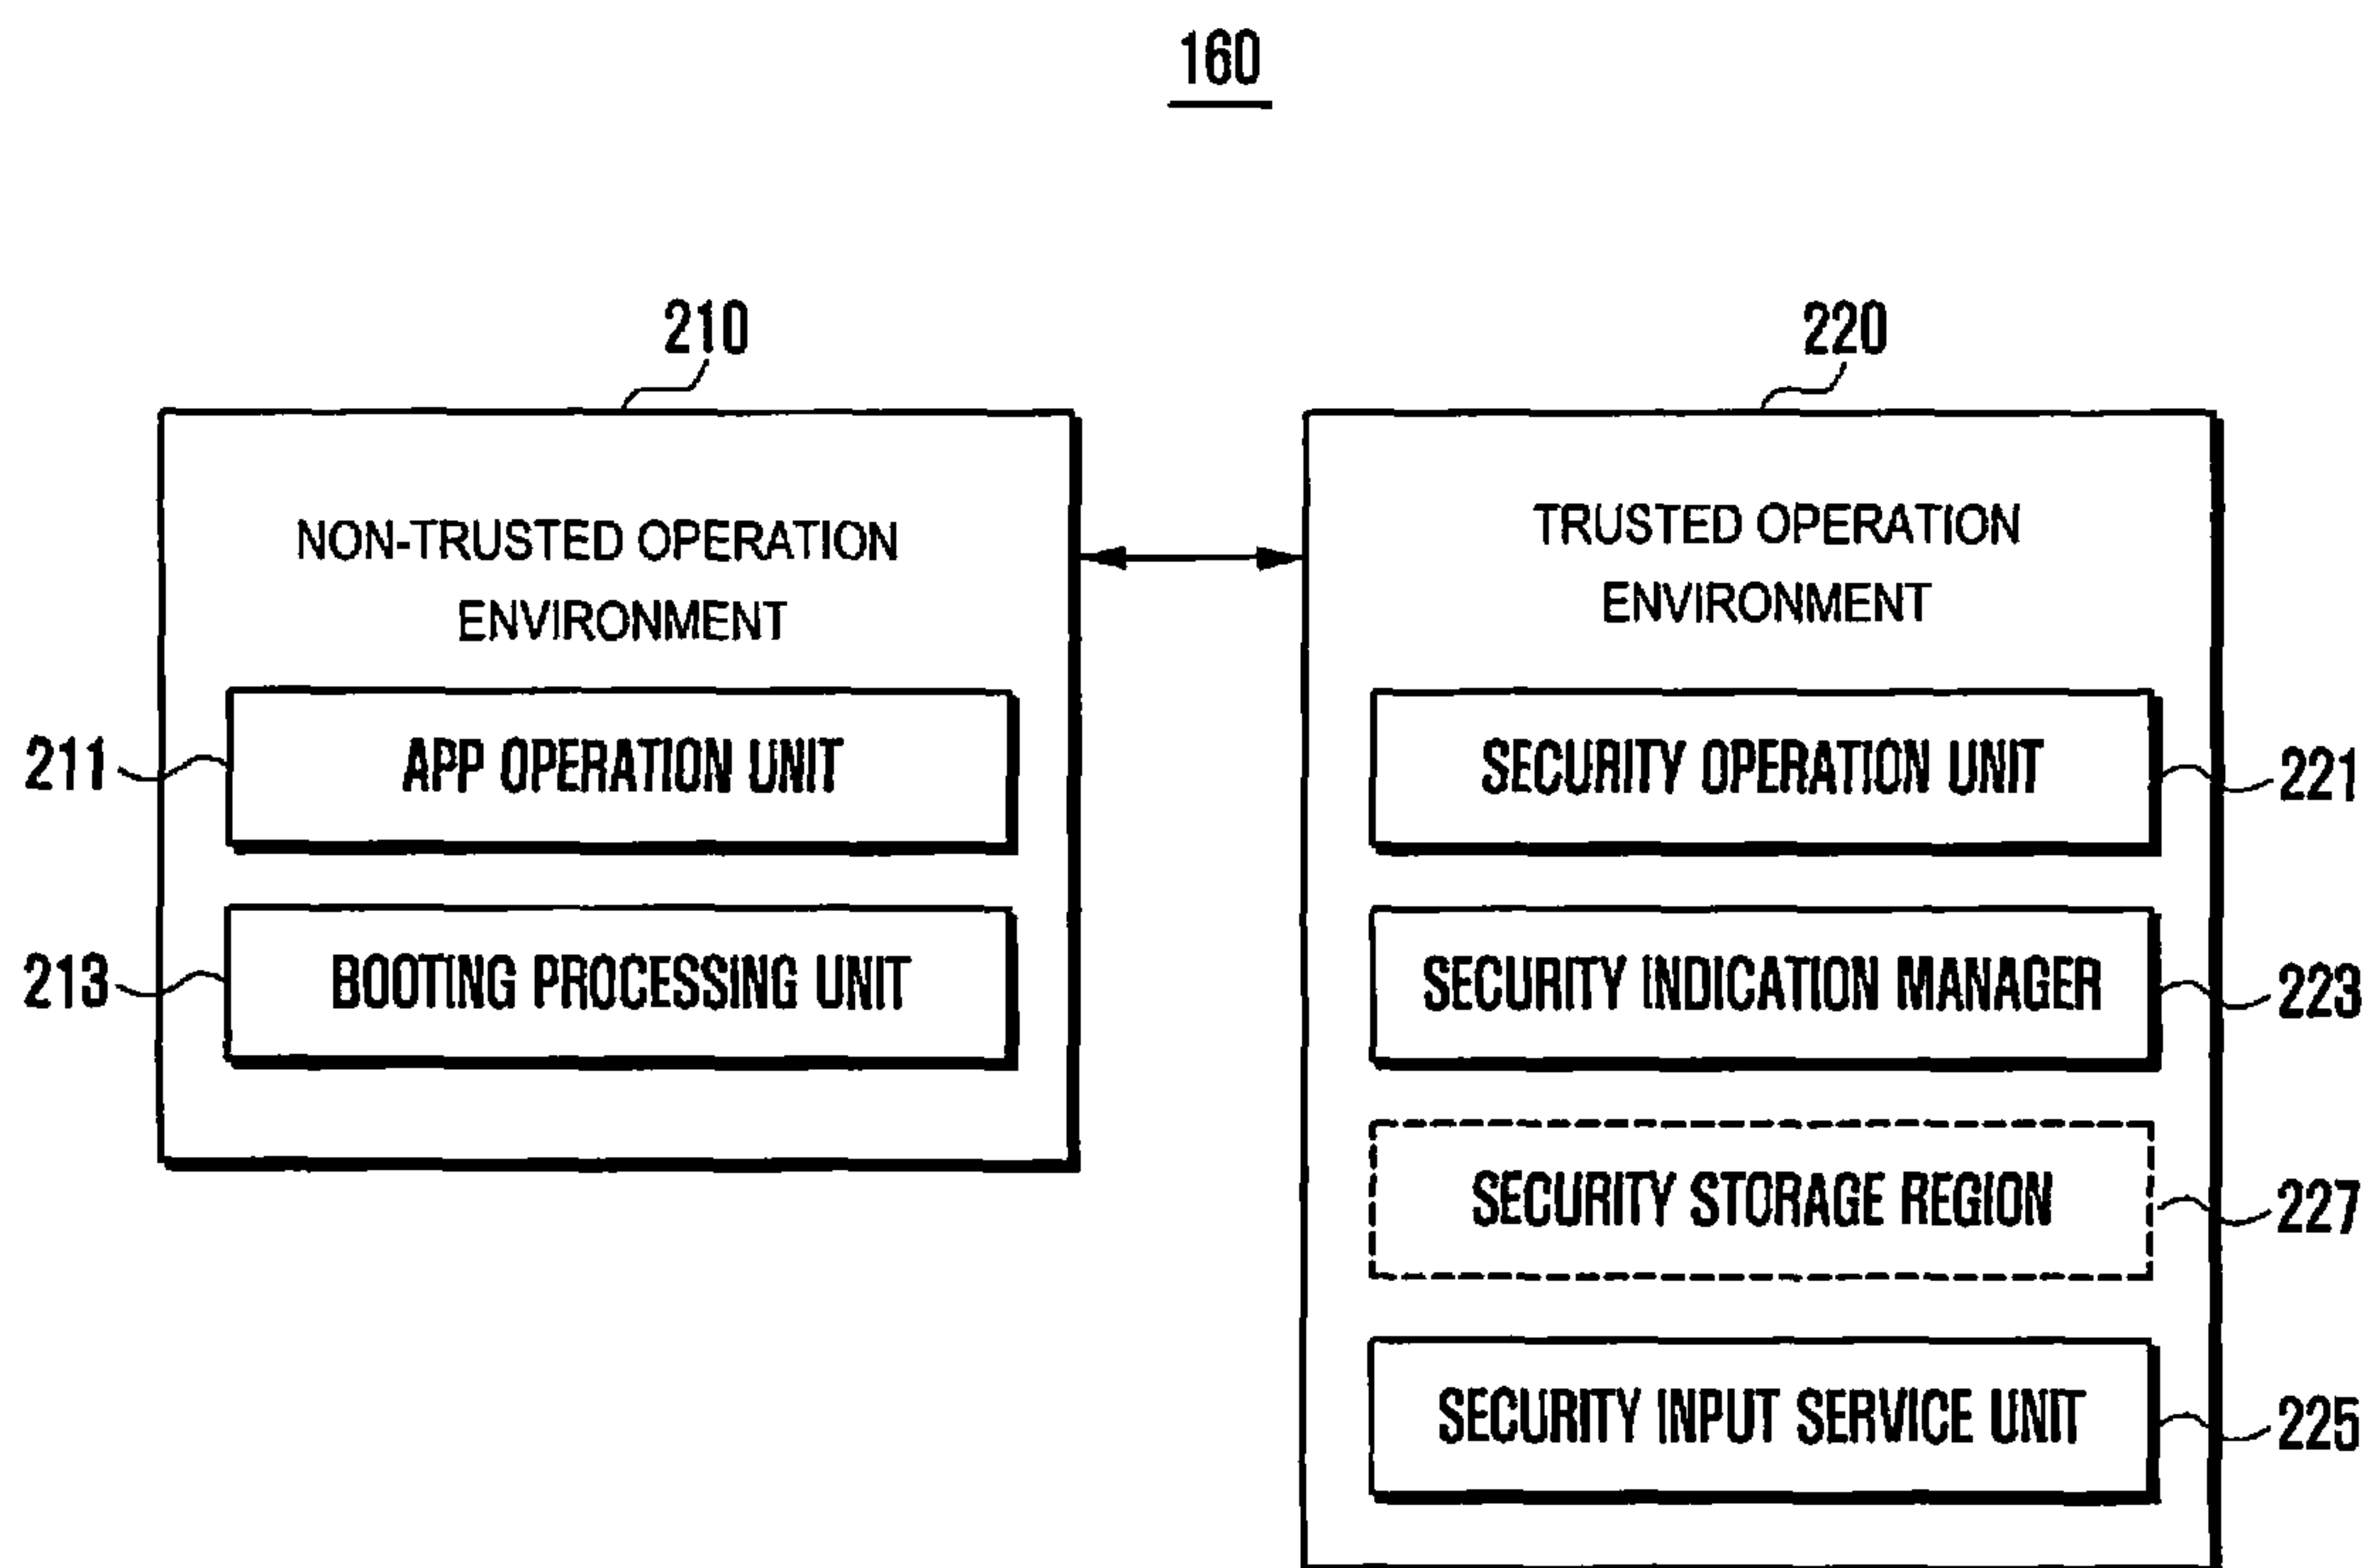 160
210
NON-TRUSTED OPERATION
ENVIRONMENT
211
APP OPERATION UNIT
213
BOOTING PROCESSING UNIT
220
TRUSTED OPERATION
ENVIRONMENT
SECURITY OPERATION UNIT
221
SECURITY INDICATION MANAGER
223
SECURITY STORAGE REGION
227
SECURITY INPUT SERVICE UNIT
225